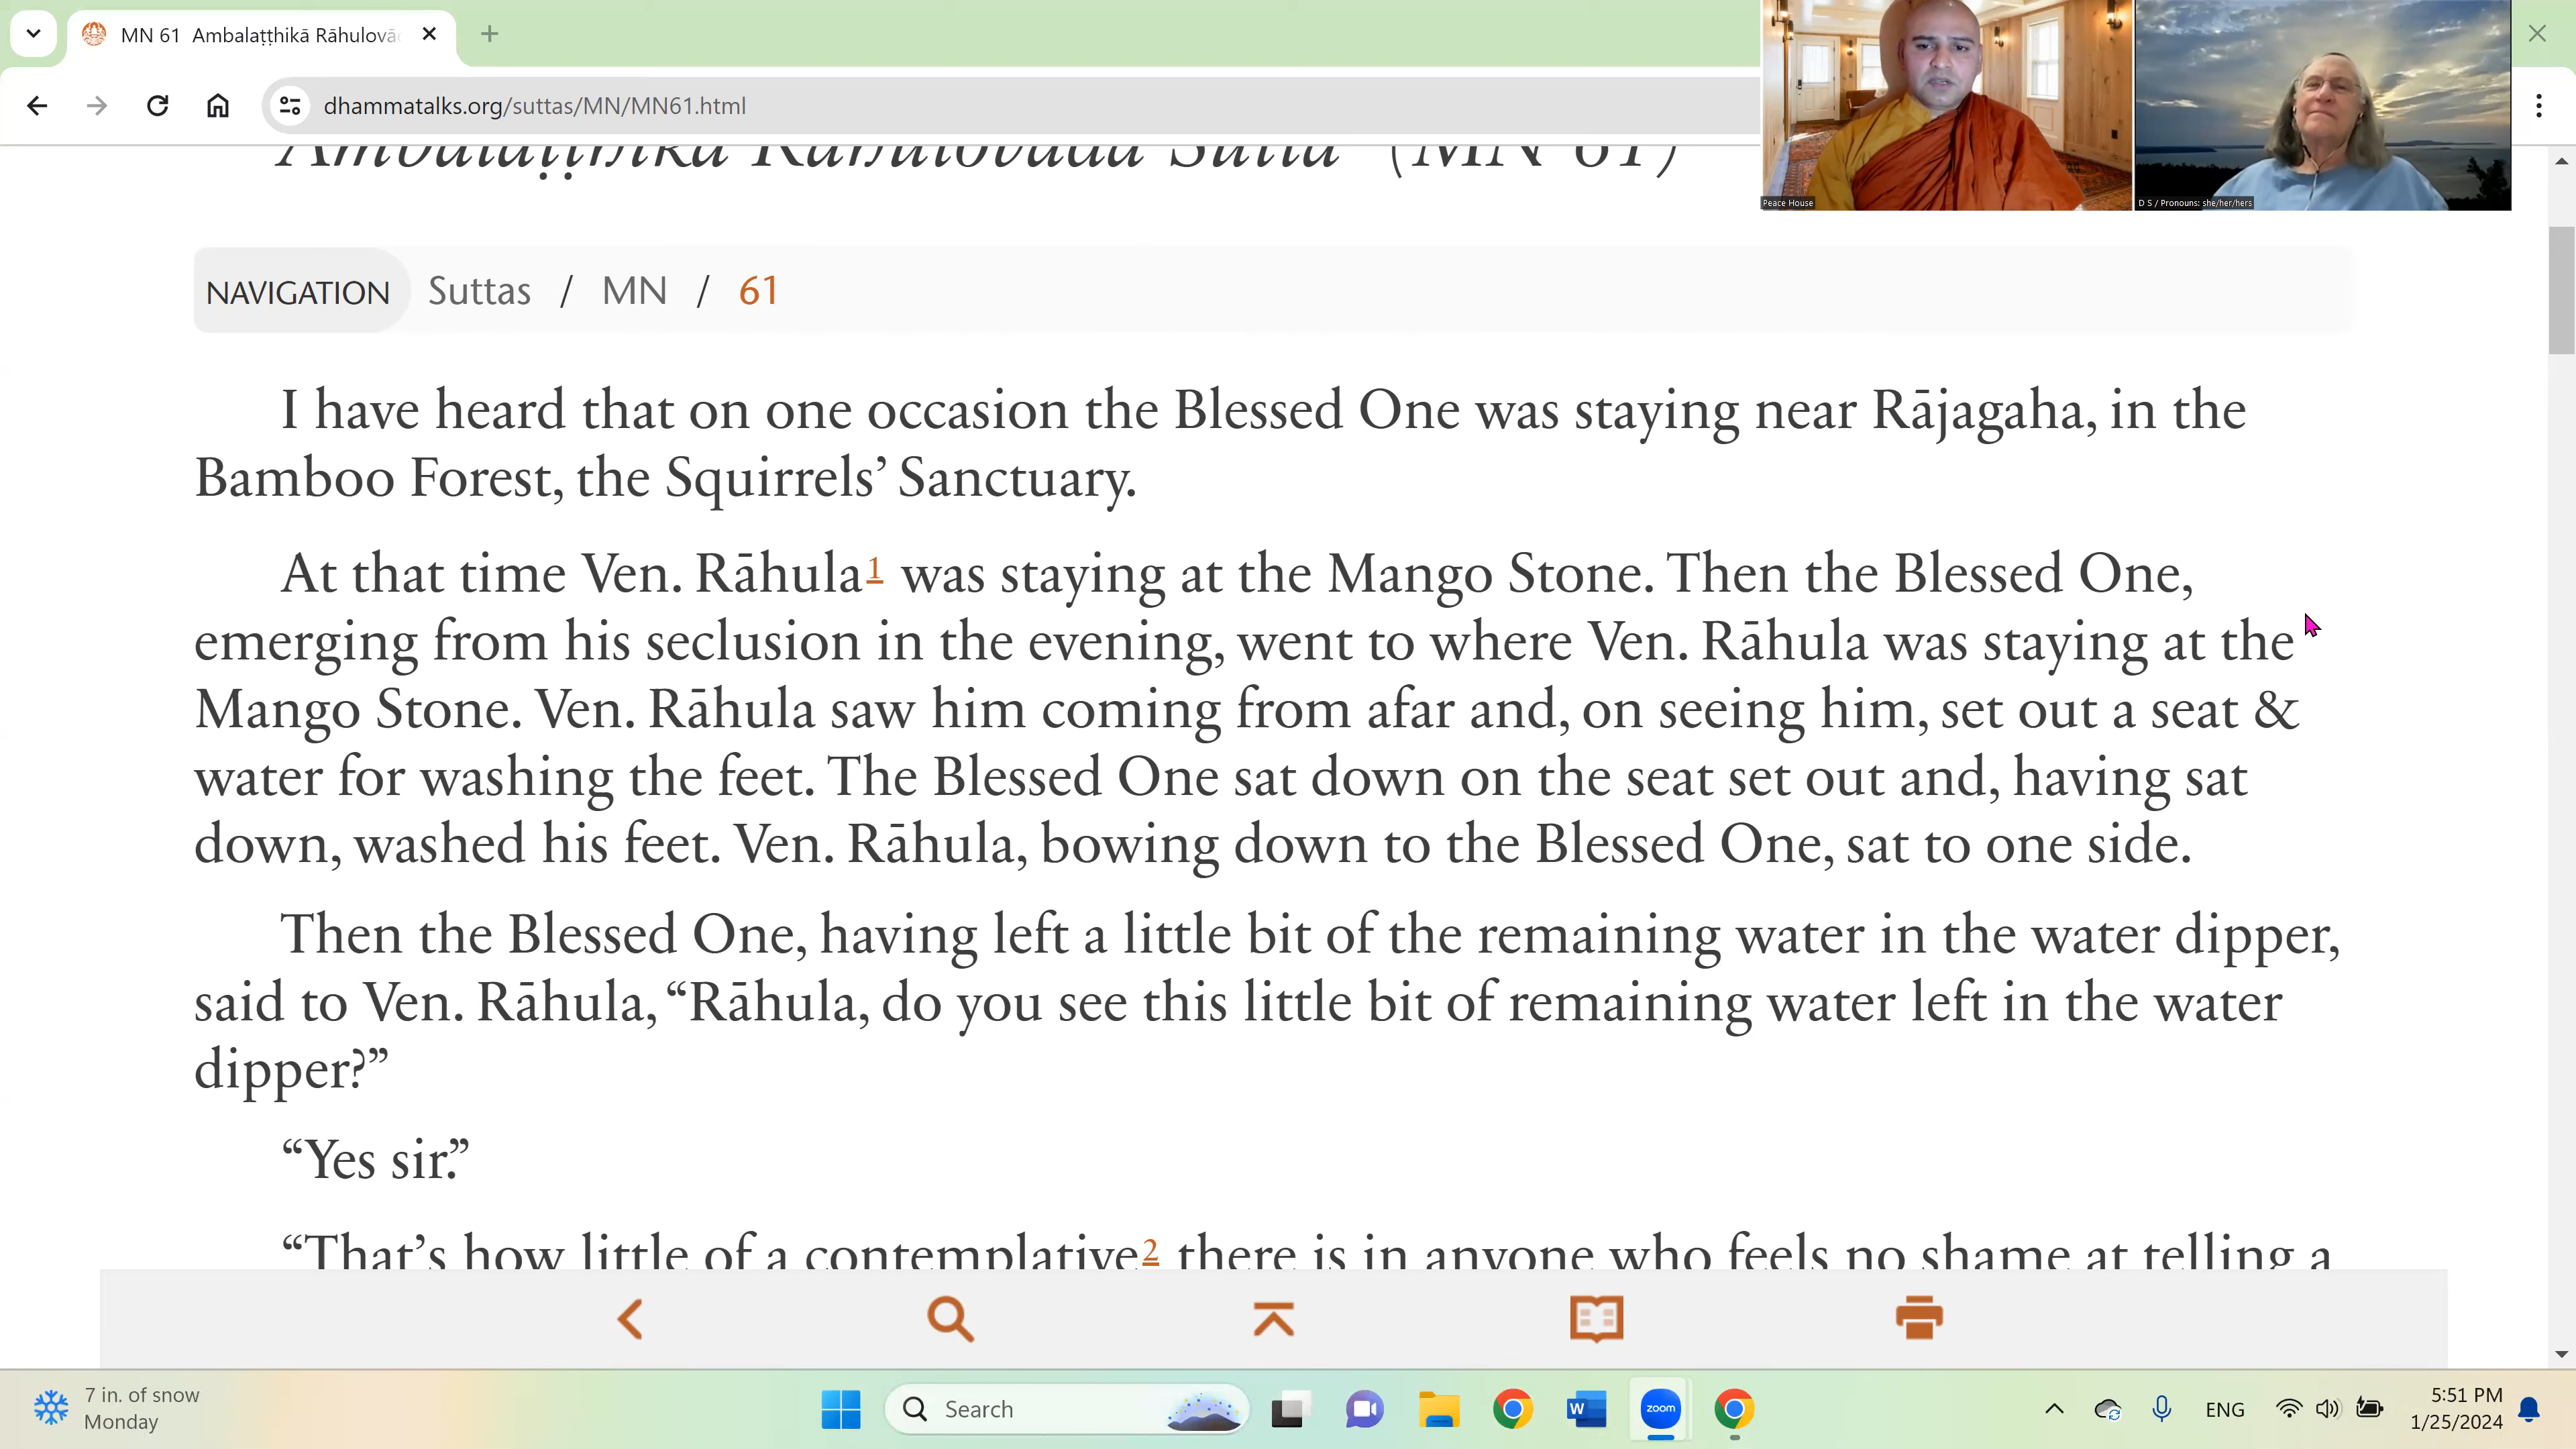 MN 61 Ambalaṭṭhikā Rāhulovā
dhammatalks.org/suttas/MN/MN61.html
Peace House
D S / Pronouns: she/her/hers
Ambalaṭṭhikā Rāhulovāda Sutta (MN 61)
NAVIGATION Suttas / MN / 61
I have heard that on one occasion the Blessed One was staying near Rājagaha, in the
Bamboo Forest, the Squirrels’ Sanctuary.
At that time Ven. Rāhula1 was staying at the Mango Stone. Then the Blessed One,
emerging from his seclusion in the evening, went to where Ven. Rāhula was staying at the
Mango Stone. Ven. Rāhula saw him coming from afar and, on seeing him, set out a seat &
water for washing the feet. The Blessed One sat down on the seat set out and, having sat
down, washed his feet. Ven. Rāhula, bowing down to the Blessed One, sat to one side.
Then the Blessed One, having left a little bit of the remaining water in the water dipper,
said to Ven. Rāhula, “Rāhula, do you see this little bit of remaining water left in the water
dipper?”
“Yes sir.”
“That’s how little of a contemplative2 there is in anyone who feels no shame at telling a
7 in. of snow
Monday
Search
zoom
ENG
5:51 PM
1/25/2024